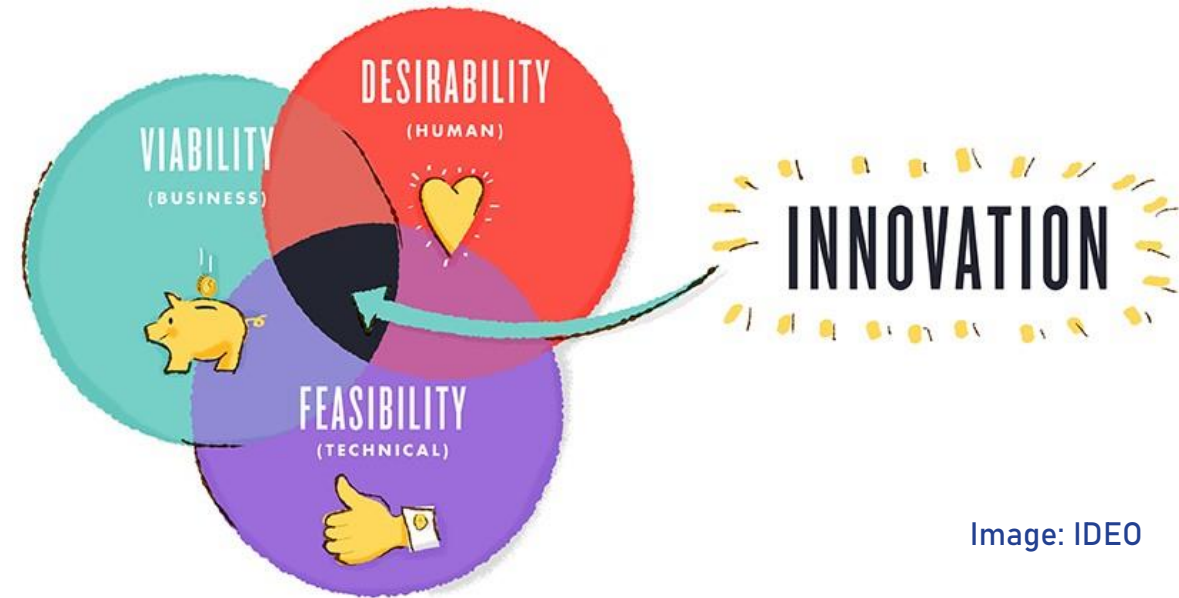 DESIRABILITY
(HUMAN)
VIABILITY
(BUSINESS)
INNOVATION
FEASIBILITY
(TECHNICAL)
Image: IDEO